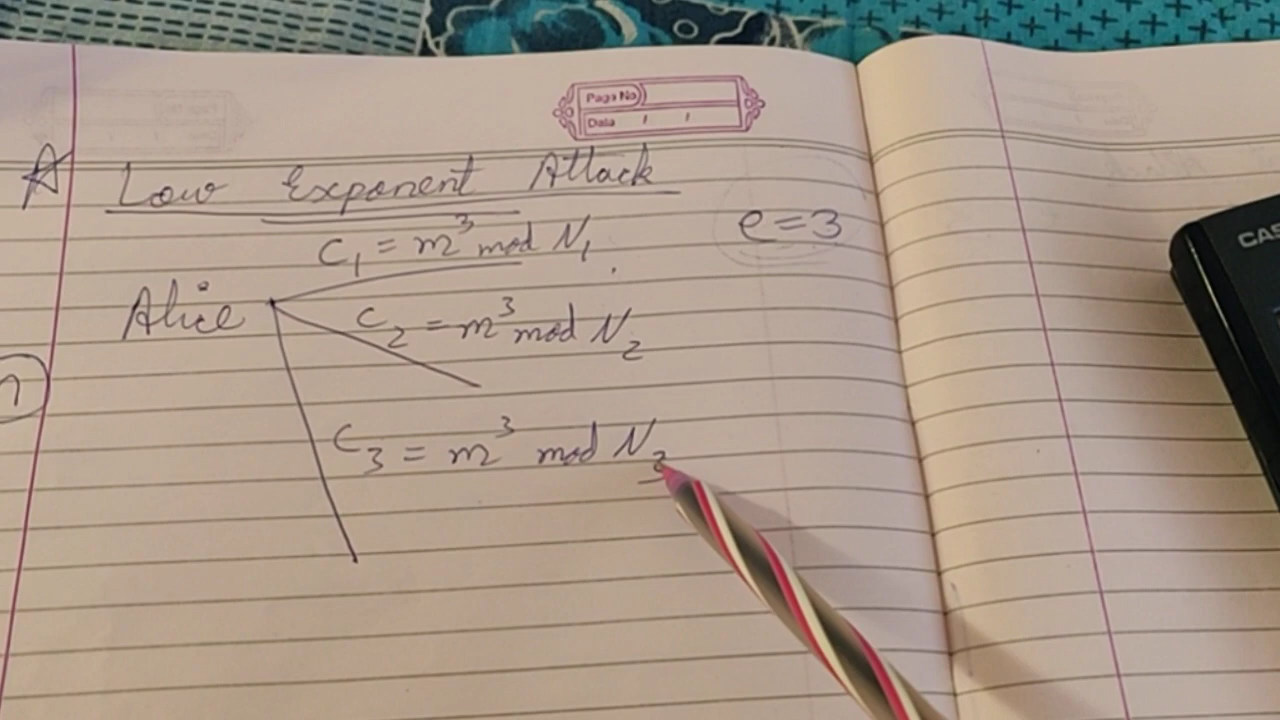 Page No
Date / /
A Low Exponent Attack
C₁ = m³ mod N₁ e = 3
Alice
C₂ = m³ mod N₂
n
C₃ = m³ mod N₃
CAS